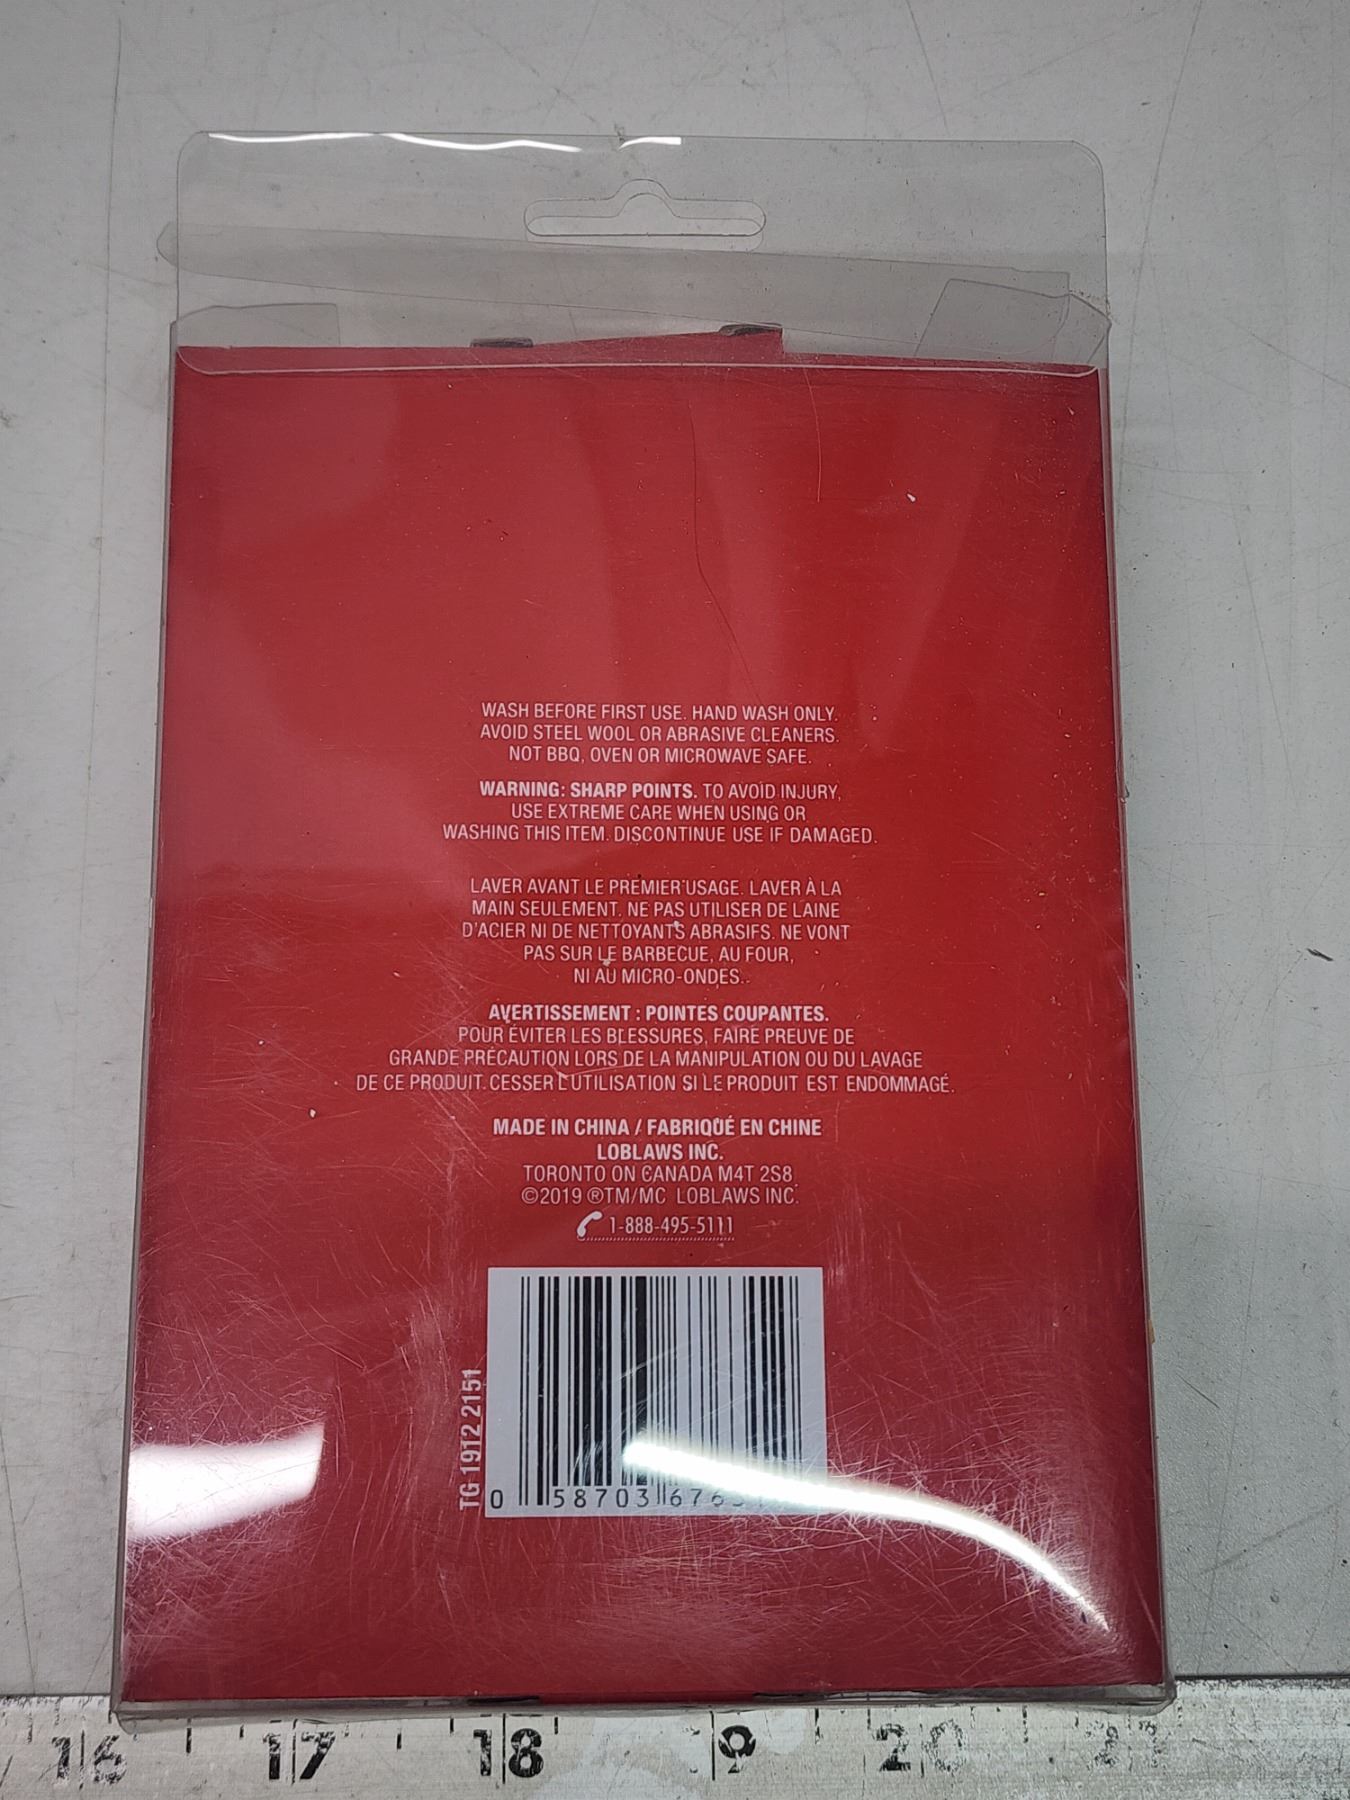 WASH BEFORE FIRST USE. HAND WASH ONLY.
AVOID STEEL WOOL OR ABRASIVE CLEANERS.
NOT BBQ, OVEN OR MICROWAVE SAFE.
WARNING: SHARP POINTS. TO AVOID INJURY,
USE EXTREME CARE WHEN USING OR
WASHING THIS ITEM. DISCONTINUE USE IF DAMAGED.
LAVER AVANT LE PREMIER USAGE. LAVER À LA
MAIN SEULEMENT. NE PAS UTILISER DE LAINE
D'ACIER NI DE NETTOYANTS ABRASIFS. NE VONT
PAS SUR LE BARBECUE, AU FOUR,
NI AU MICRO-ONDES.
AVERTISSEMENT : POINTES COUPANTES.
POUR ÉVITER LES BLESSURES, FAIRE PREUVE DE
GRANDE PRÉCAUTION LORS DE LA MANIPULATION OU DU LAVAGE
DE CE PRODUIT. CESSER L'UTILISATION SI LE PRODUIT EST ENDOMMAGÉ.
MADE IN CHINA / FABRIQUÉ EN CHINE
LOBLAWS INC.
TORONTO ON CANADA M4T 2S8
©2019 ®TM/MC LOBLAWS INC.
1-888-495-5111
TG 1912 2151
0 58703 676
16 17 18 19 20